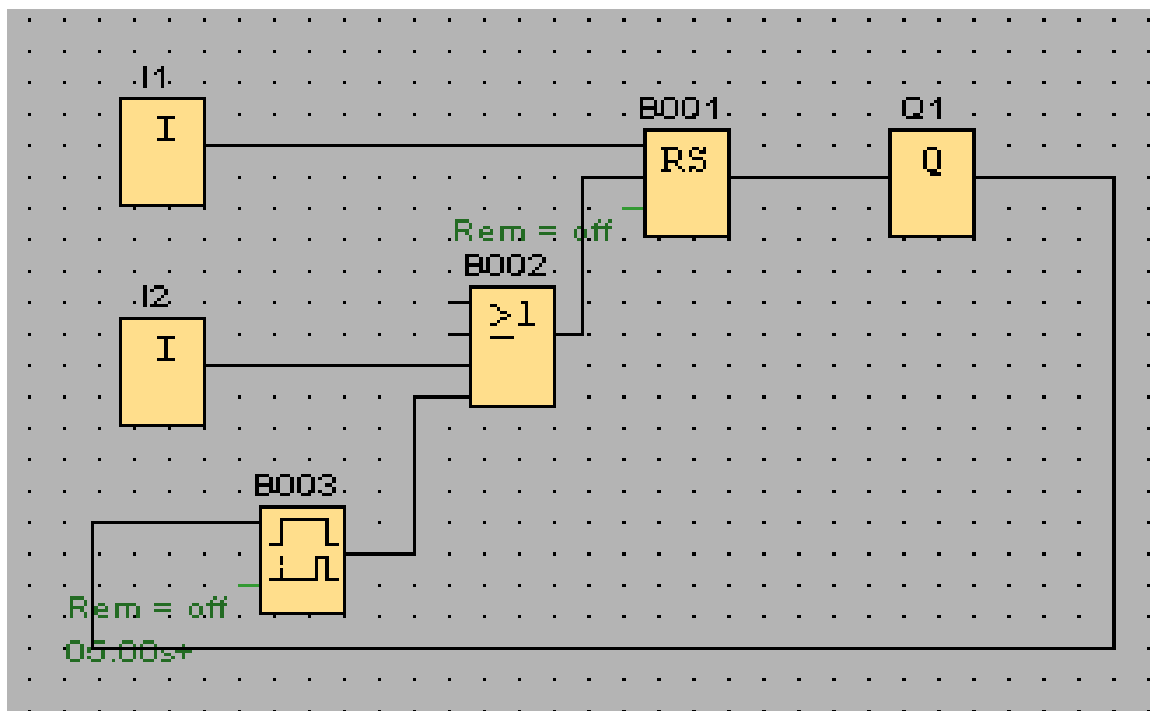 I1
I
B001
RS
Q1
Q
Rem = off
B002
≥1
I2
I
B003
Rem = off
05.00s+